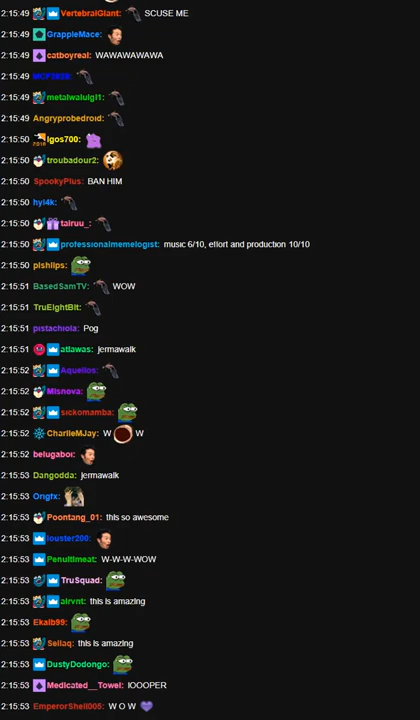 2:15:49 VertebralGiant: SCUSE ME
2:15:49 GrappleMace:
2:15:49 catboyreal: WAWAWAWAWA
2:15:49
2:15:49 metalwaluigi1:
2:15:49 Angryprobedroid:
2:15:50 Igos700:
2:15:50 troubadour2:
2:15:50 SpookyPlus: BAN HIM
2:15:50 hyl4k:
2:15:50 talruu_:
2:15:50 professionalmemelogist: music 6/10, effort and production 10/10
2:15:50 pishlips:
2:15:51 BasedSamTV: WOW
2:15:51 TruEightBit:
2:15:51 pistachiola: Pog
2:15:51 atlawas: jermawalk
2:15:52 Aquellos:
2:15:52 Misnova:
2:15:52 sickomamba:
2:15:52 CharlieMJay: W W
2:15:52 belugaboi:
2:15:53 Dangodda: jermawalk
2:15:53 Origfx:
2:15:53 Poontang_01: this so awesome
2:15:53 louster200:
2:15:53 Penultimeat: W-W-W-WOW
2:15:53 TruSquad:
2:15:53 airvnt: this is amazing
2:15:53 Ekaib99:
2:15:53 Sellaq: this is amazing
2:15:53 DustyDodongo:
2:15:53 Medicated__Towel: lOOOPER
2:15:53 EmperorShell005: W O W